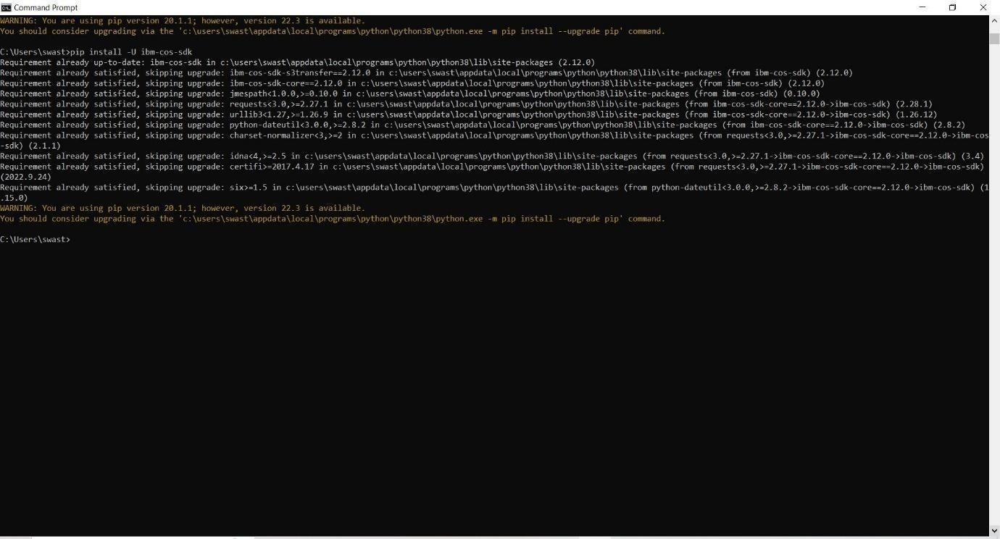 Command Prompt
WARNING: You are using pip version 20.1.1; however, version 22.3 is available.
You should consider upgrading via the 'c:\users\swast\appdata\local\programs\python\python38\python.exe -m pip install --upgrade pip' command.
C:\Users\swast>pip install -U ibm-cos-sdk
Requirement already up-to-date: ibm-cos-sdk in c:\users\swast\appdata\local\programs\python\python38\lib\site-packages (2.12.0)
Requirement already satisfied, skipping upgrade: ibm-cos-sdk-s3transfer==2.12.0 in c:\users\swast\appdata\local\programs\python\python38\lib\site-packages (from ibm-cos-sdk) (2.12.0)
Requirement already satisfied, skipping upgrade: ibm-cos-sdk-core==2.12.0 in c:\users\swast\appdata\local\programs\python\python38\lib\site-packages (from ibm-cos-sdk) (2.12.0)
Requirement already satisfied, skipping upgrade: jmespath<1.0.0,>=0.10.0 in c:\users\swast\appdata\local\programs\python\python38\lib\site-packages (from ibm-cos-sdk) (0.10.0)
Requirement already satisfied, skipping upgrade: requests<3.0,>=2.27.1 in c:\users\swast\appdata\local\programs\python\python38\lib\site-packages (from ibm-cos-sdk-core==2.12.0->ibm-cos-sdk) (2.28.1)
Requirement already satisfied, skipping upgrade: urllib3<1.27,>=1.26.9 in c:\users\swast\appdata\local\programs\python\python38\lib\site-packages (from ibm-cos-sdk-core==2.12.0->ibm-cos-sdk) (1.26.12)
Requirement already satisfied, skipping upgrade: python-dateutil<3.0.0,>=2.8.2 in c:\users\swast\appdata\local\programs\python\python38\lib\site-packages (from ibm-cos-sdk-core==2.12.0->ibm-cos-sdk) (2.8.2)
Requirement already satisfied, skipping upgrade: charset-normalizer<3,>=2 in c:\users\swast\appdata\local\programs\python\python38\lib\site-packages (from requests<3.0,>=2.27.1->ibm-cos-sdk-core==2.12.0->ibm-cos
-sdk) (2.1.1)
Requirement already satisfied, skipping upgrade: idna<4,>=2.5 in c:\users\swast\appdata\local\programs\python\python38\lib\site-packages (from requests<3.0,>=2.27.1->ibm-cos-sdk-core==2.12.0->ibm-cos-sdk) (3.4)
Requirement already satisfied, skipping upgrade: certifi>=2017.4.17 in c:\users\swast\appdata\local\programs\python\python38\lib\site-packages (from requests<3.0,>=2.27.1->ibm-cos-sdk-core==2.12.0->ibm-cos-sdk)
(2022.9.24)
Requirement already satisfied, skipping upgrade: six>=1.5 in c:\users\swast\appdata\local\programs\python\python38\lib\site-packages (from python-dateutil<3.0.0,>=2.8.2->ibm-cos-sdk-core==2.12.0->ibm-cos-sdk) (1
.15.0)
WARNING: You are using pip version 20.1.1; however, version 22.3 is available.
You should consider upgrading via the 'c:\users\swast\appdata\local\programs\python\python38\python.exe -m pip install --upgrade pip' command.
C:\Users\swast>